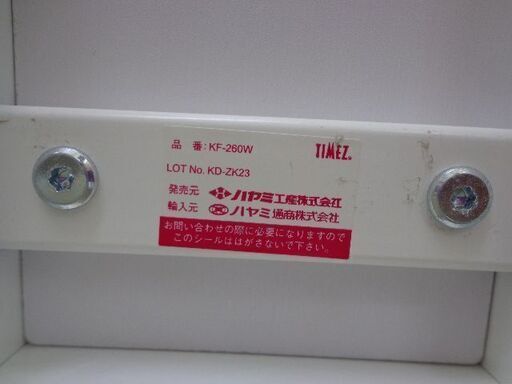 品 番:KF-260W
TIMEZ
LOT No. KD-ZK23
発売元 ハヤミ工産株式会社
輸入元 ハヤミ通商株式会社
お問い合わせの際に必要になりますので
このシールははがさないで下さい。